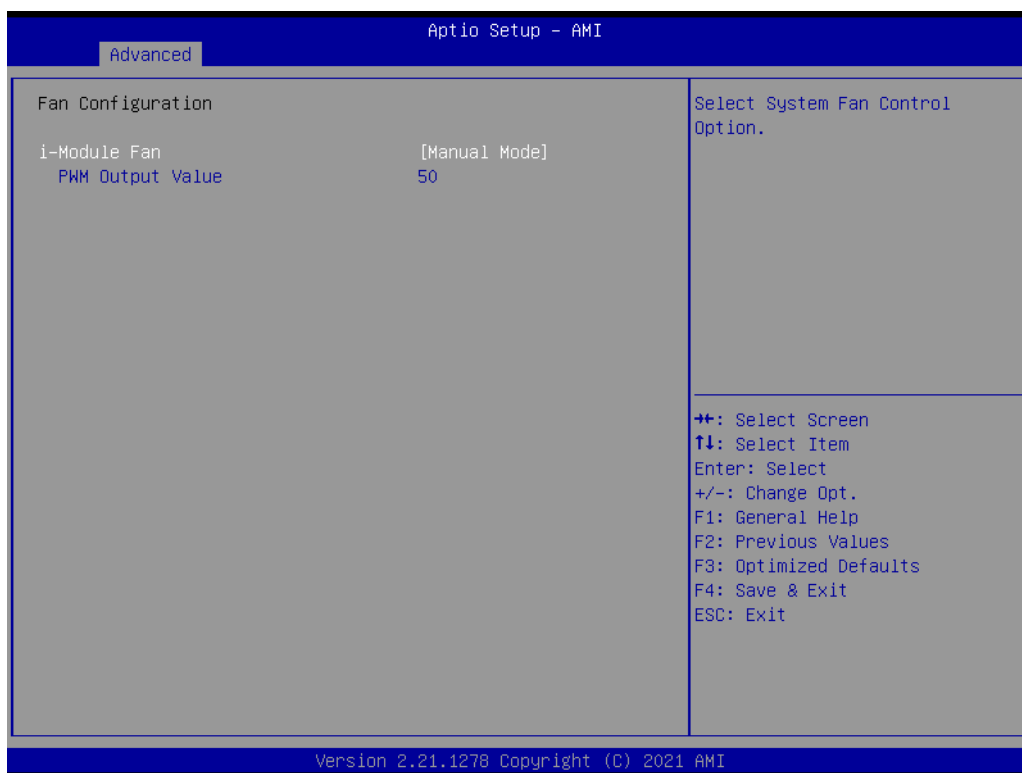 Aptio Setup - AMI
Advanced
Fan Configuration
i-Module Fan [Manual Mode]
PWM Output Value 50
Select System Fan Control
Option.
→←: Select Screen
↑↓: Select Item
Enter: Select
+/-: Change Opt.
F1: General Help
F2: Previous Values
F3: Optimized Defaults
F4: Save & Exit
ESC: Exit
Version 2.21.1278 Copyright (C) 2021 AMI